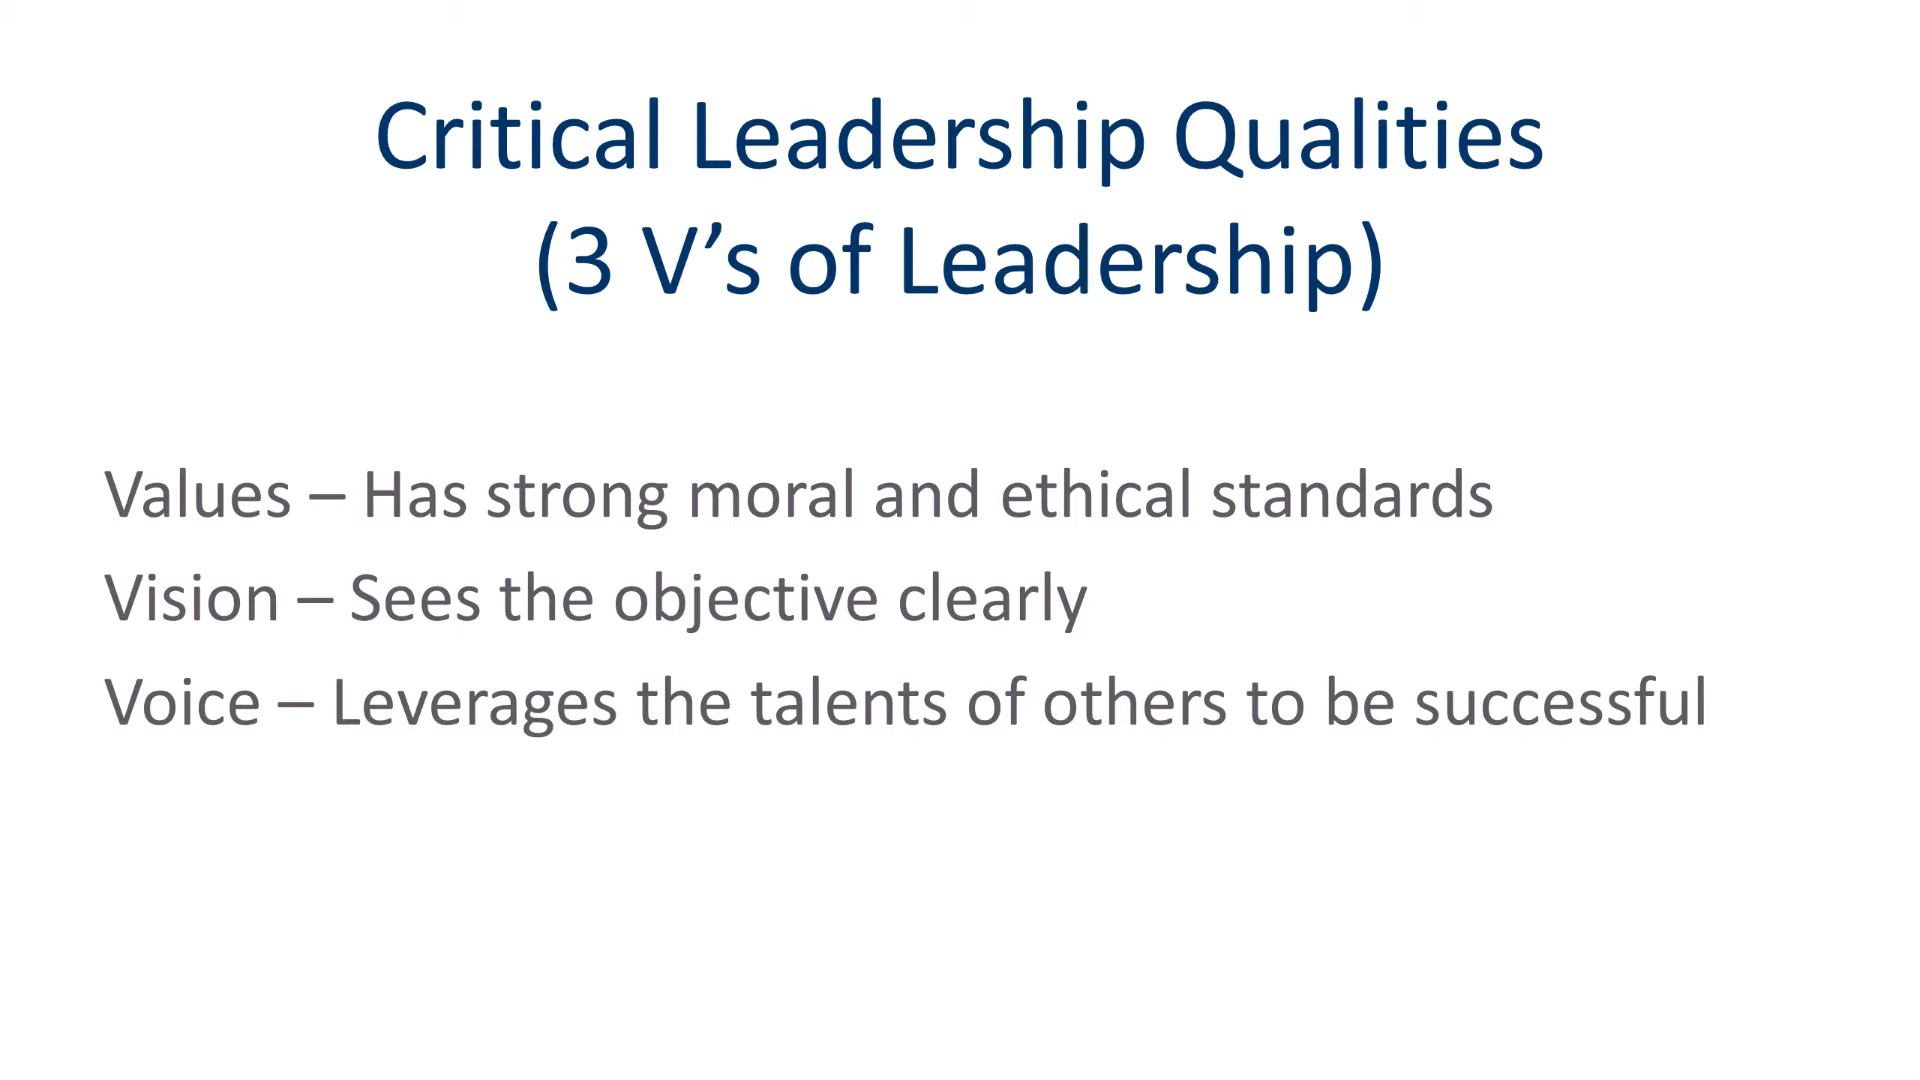 Critical Leadership Qualities
(3 V’s of Leadership)
Values – Has strong moral and ethical standards
Vision – Sees the objective clearly
Voice – Leverages the talents of others to be successful